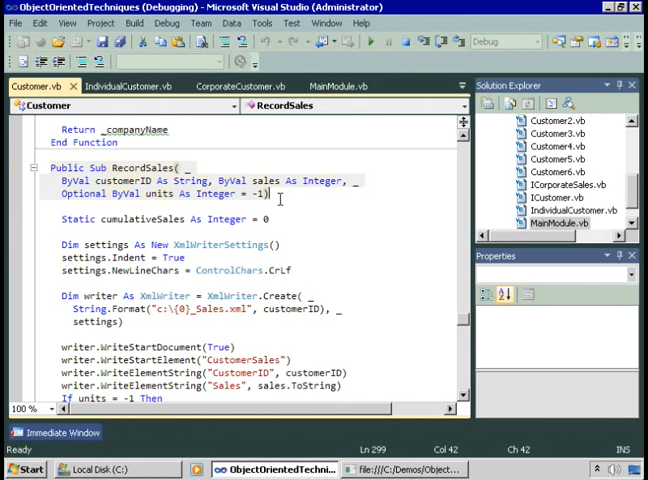 ObjectOrientedTechniques (Debugging) - Microsoft Visual Studio (Administrator)
File Edit View Project Build Debug Team Data Tools Test Window Help
Debug
Customer.vb IndividualCustomer.vb CorporateCustomer.vb MainModule.vb
Customer RecordSales
Return _companyName
End Function
Public Sub RecordSales( _
ByVal customerID As String, ByVal sales As Integer, _
Optional ByVal units As Integer = -1)
Static cumulativeSales As Integer = 0
Dim settings As New XmlWriterSettings()
settings.Indent = True
settings.NewLineChars = ControlChars.CrLf
Dim writer As XmlWriter = XmlWriter.Create( _
String.Format("c:\{0}_Sales.xml", customerID), _
settings)
writer.WriteStartDocument(True)
writer.WriteStartElement("CustomerSales")
writer.WriteElementString("CustomerID", customerID)
writer.WriteElementString("Sales", sales.ToString)
If units = -1 Then
100 %
Solution Explorer
Customer2.vb
Customer3.vb
Customer4.vb
Customer5.vb
Customer6.vb
ICorporateSales.vb
ICustomer.vb
IndividualCustomer.vb
MainModule.vb
Properties
Immediate Window
Ready Ln 299 Col 42 Ch 42 INS
Start Local Disk (C:) ObjectOrientedTechni... file:///C:/Demos/Object...